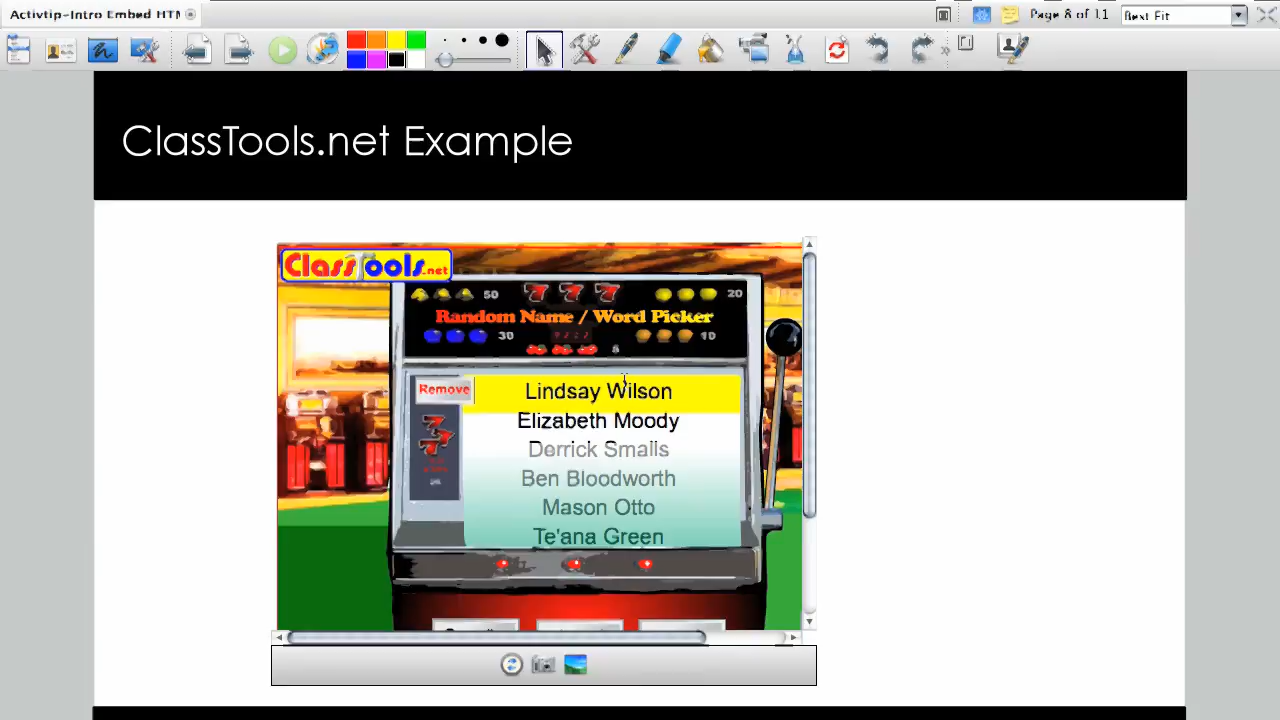 Activtip-Intro Embed HTM
Page 8 of 11
Best Fit
ClassTools.net Example
ClassTools.net
50
777
20
Random Name / Word Picker
30
10
Remove
Lindsay Wilson
Elizabeth Moody
Derrick Smalls
Ben Bloodworth
Mason Otto
Te'ana Green